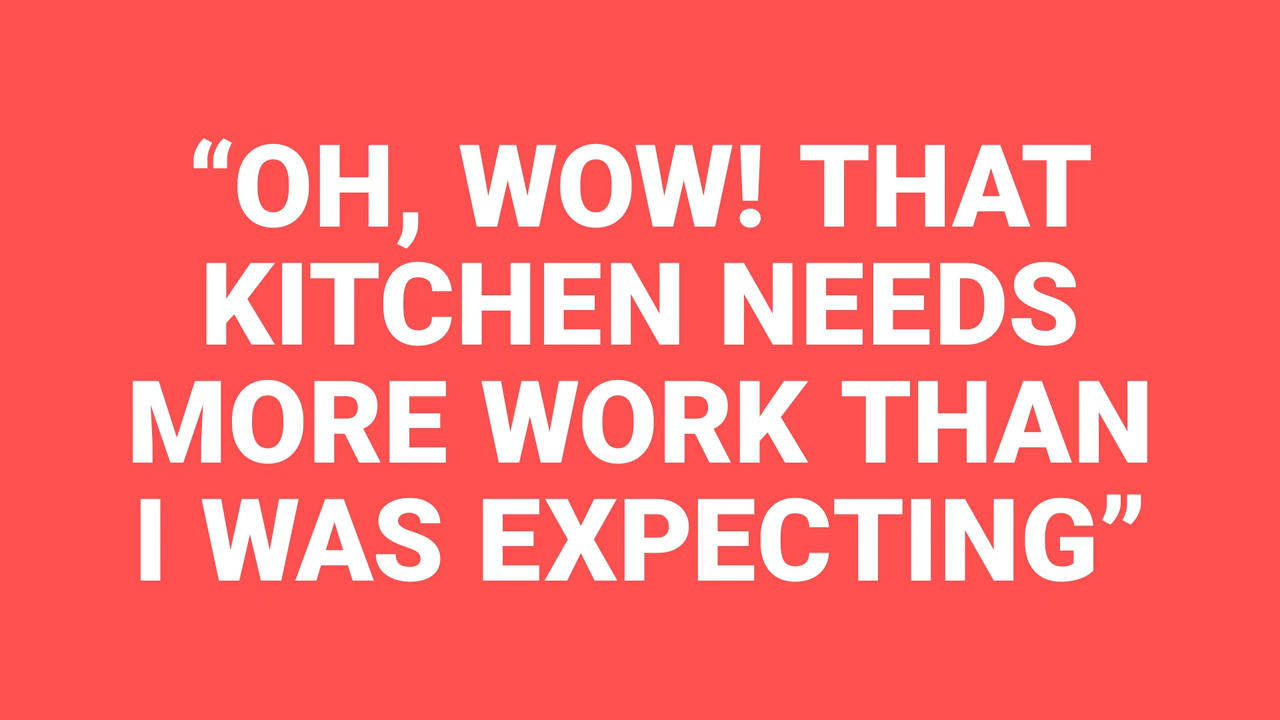 “OH, WOW! THAT
KITCHEN NEEDS
MORE WORK THAN
I WAS EXPECTING”